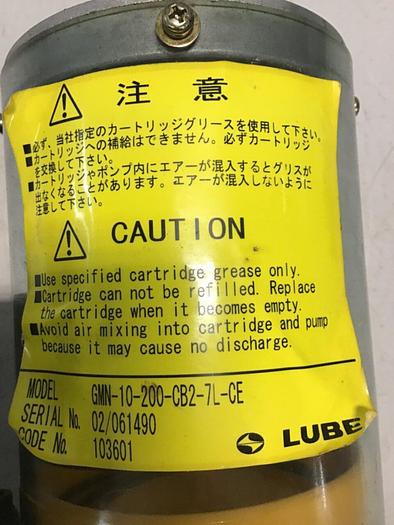 注 意
■必ず、当社指定のカートリッジグリースを使用して下さい。
■カートリッジへの補給はできません。必ずカートリッジ
を交換して下さい。
■カートリッジやポンプ内にエアーが混入するとグリスが
出なくなることがあります。エアーが混入しないように
注意して下さい。
CAUTION
■Use specified cartridge grease only.
■Cartridge can not be refilled. Replace
the cartridge when it becomes empty.
■Avoid air mixing into cartridge and pump
because it may cause no discharge.
MODEL GMN-10-200-CB2-7L-CE
SERIAL No. 02/061490
CODE No. 103601
LUBE